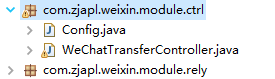 com.zjapl.weixin.module.ctrl
Config.java
WeChatTransferController.java
com.zjapl.weixin.module.rely